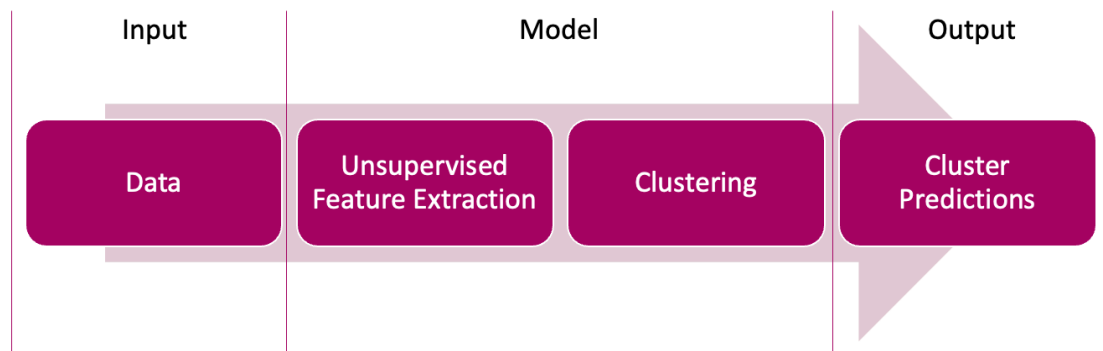 Input
Model
Output
Data
Unsupervised
Feature Extraction
Clustering
Cluster
Predictions